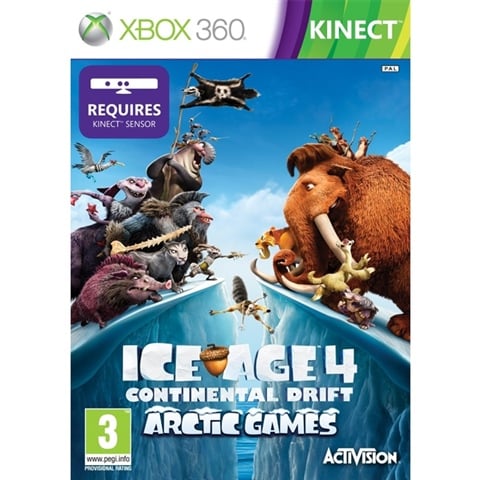 XBOX 360
KINECT
PAL
REQUIRES
KINECT™ SENSOR
ICE AGE 4
CONTINENTAL DRIFT
ARCTIC GAMES
3
www.pegi.info
PROVISIONAL RATING
ACTIVISION